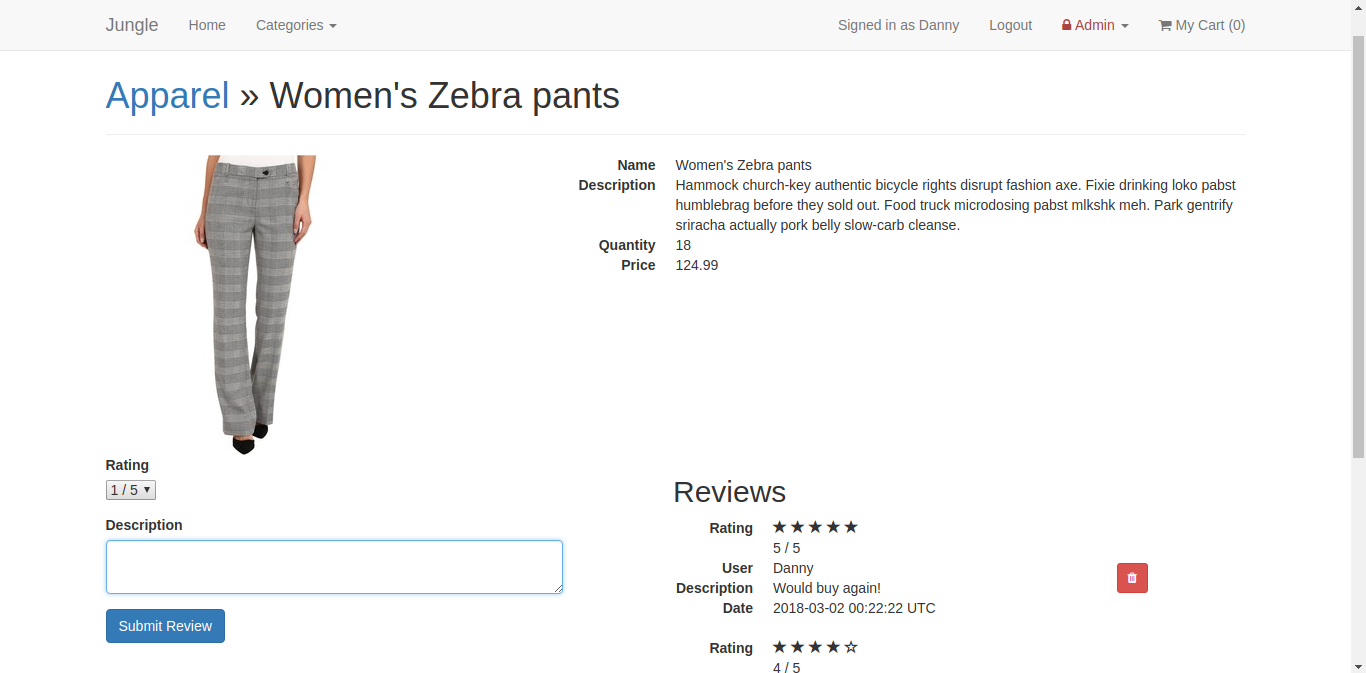 Jungle Home Categories Signed in as Danny Logout Admin My Cart (0)
Apparel » Women's Zebra pants
Name Women's Zebra pants
Description Hammock church-key authentic bicycle rights disrupt fashion axe. Fixie drinking loko pabst
humblebrag before they sold out. Food truck microdosing pabst mlkshk meh. Park gentrify
sriracha actually pork belly slow-carb cleanse.
Quantity 18
Price 124.99
Rating
1 / 5
Description
Submit Review
Reviews
Rating ★ ★ ★ ★ ★
5 / 5
User Danny
Description Would buy again!
Date 2018-03-02 00:22:22 UTC
Rating ★ ★ ★ ★ ☆
4 / 5